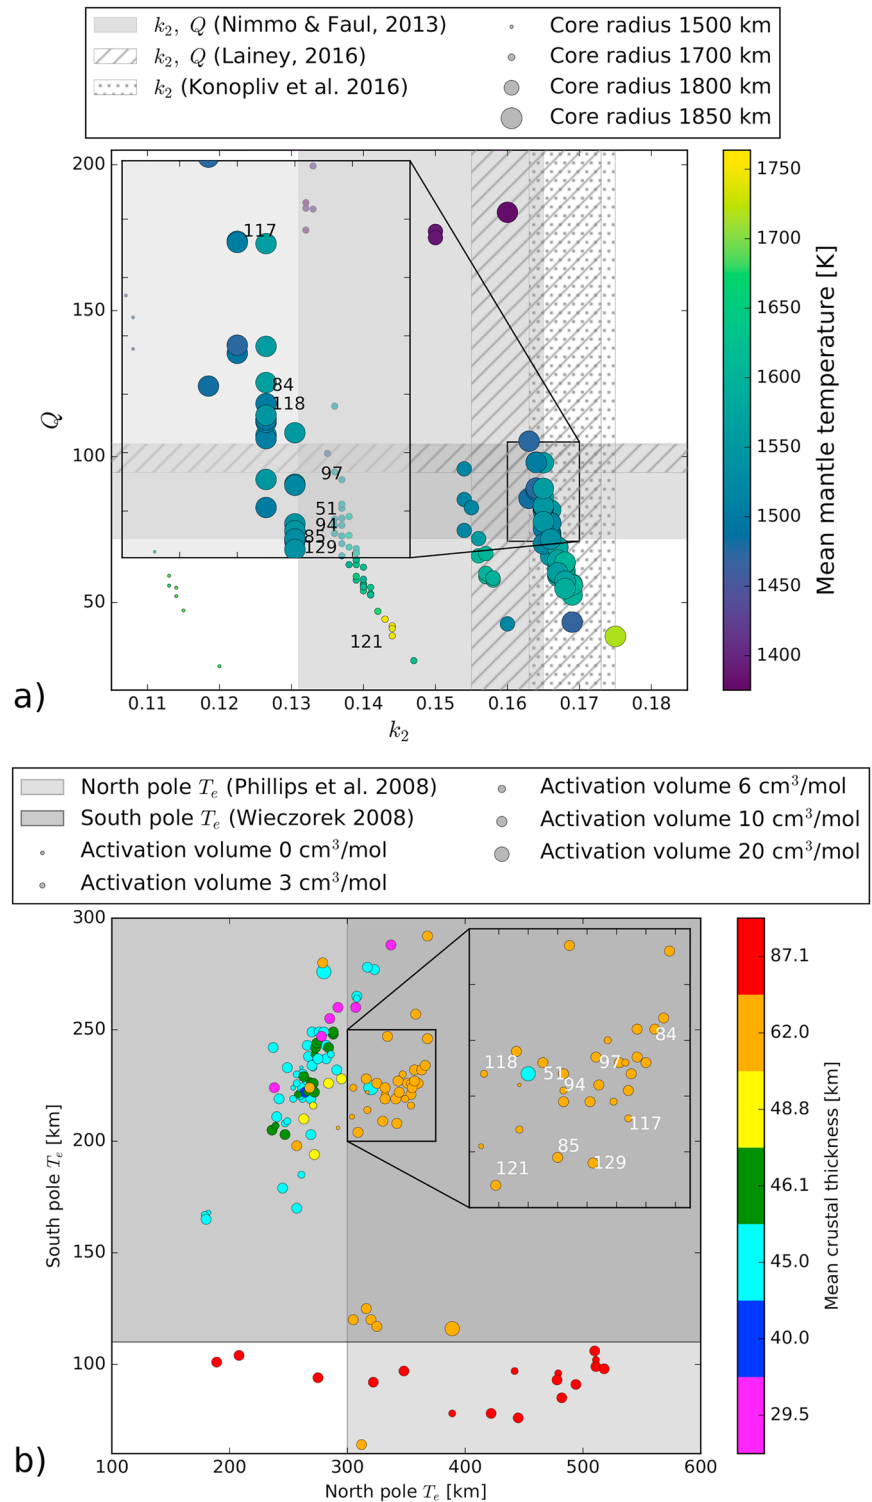 k₂, Q (Nimmo & Faul, 2013)
k₂, Q (Lainey, 2016)
k₂ (Konopliv et al. 2016)
Core radius 1500 km
Core radius 1700 km
Core radius 1800 km
Core radius 1850 km
200
150
100
50
Q
117
84
118
97
51
94
85
129
121
0.11
0.12
0.13
0.14
0.15
0.16
0.17
0.18
k₂
1750
1700
1650
1600
1550
1500
1450
1400
Mean mantle temperature [K]
a)
North pole Tₑ (Phillips et al. 2008)
South pole Tₑ (Wieczorek 2008)
Activation volume 0 cm³/mol
Activation volume 3 cm³/mol
Activation volume 6 cm³/mol
Activation volume 10 cm³/mol
Activation volume 20 cm³/mol
300
250
200
150
100
South pole Tₑ [km]
84
118
51
97
94
117
85
129
121
100
200
300
400
500
600
North pole Tₑ [km]
87.1
62.0
48.8
46.1
45.0
40.0
29.5
Mean crustal thickness [km]
b)